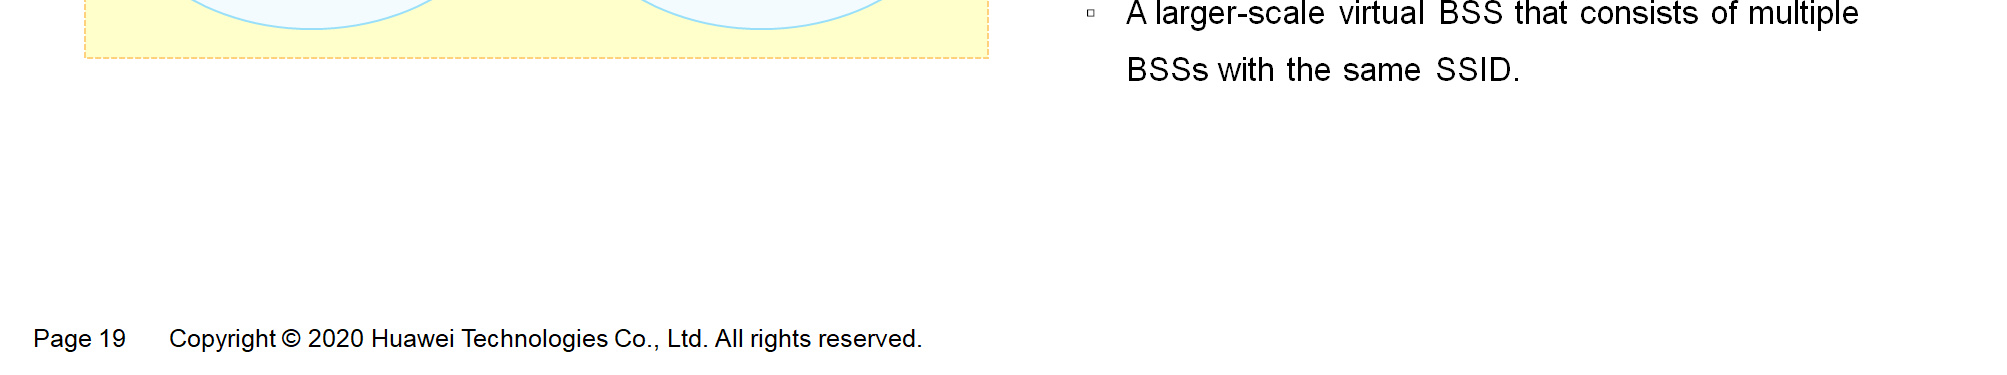 ▫ A larger-scale virtual BSS that consists of multiple
BSSs with the same SSID.
Page 19 Copyright © 2020 Huawei Technologies Co., Ltd. All rights reserved.